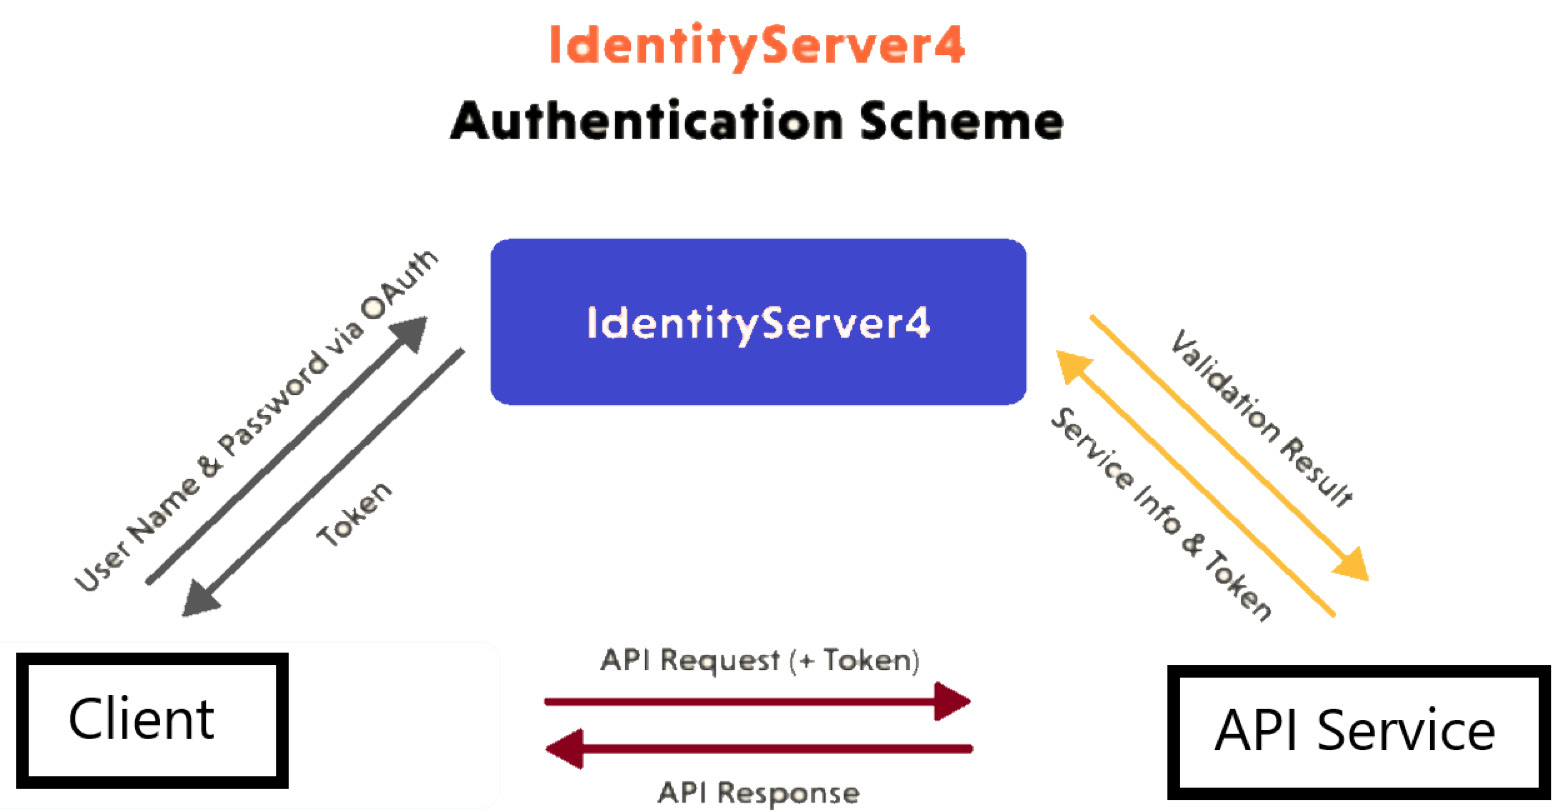 IdentityServer4
Authentication Scheme
IdentityServer4
User Name & Password via OAuth
Token
Validation Result
Service Info & Token
Client
API Request (+ Token)
API Response
API Service